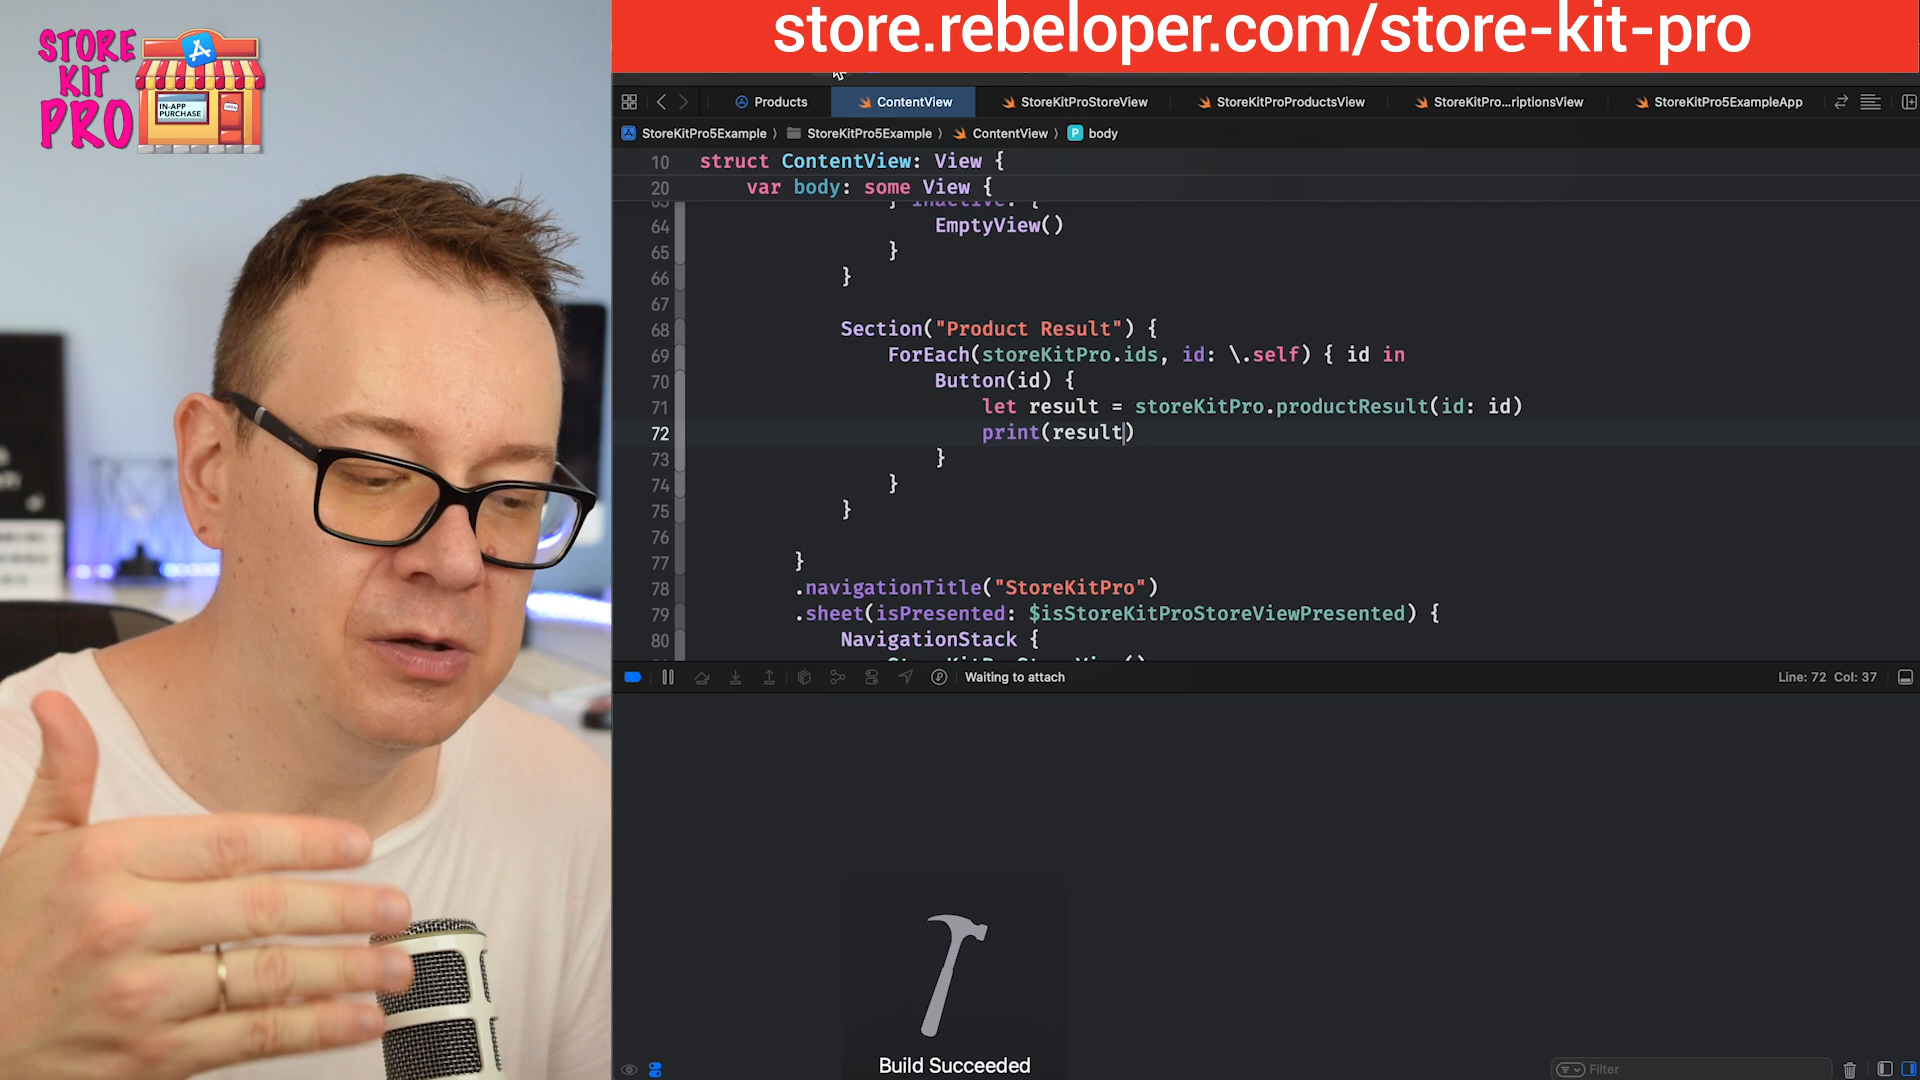 store.rebeloper.com/store-kit-pro
STORE
KIT
PRO
IN-APP
PURCHASE
OPEN
Products
ContentView
StoreKitProStoreView
StoreKitProProductsView
StoreKitPro...riptionsView
StoreKitPro5ExampleApp
StoreKitPro5Example
StoreKitPro5Example
ContentView
P body
10 struct ContentView: View {
20 var body: some View {
63 } inactive: {
64 EmptyView()
65 }
66 }
67
68 Section("Product Result") {
69 ForEach(storeKitPro.ids, id: \.self) { id in
70 Button(id) {
71 let result = storeKitPro.productResult(id: id)
72 print(result)
73 }
74 }
75 }
76
77 }
78 .navigationTitle("StoreKitPro")
79 .sheet(isPresented: $isStoreKitProStoreViewPresented) {
80 NavigationStack {
StoreKitProStoreView()
Waiting to attach
Line: 72 Col: 37
Build Succeeded
Filter